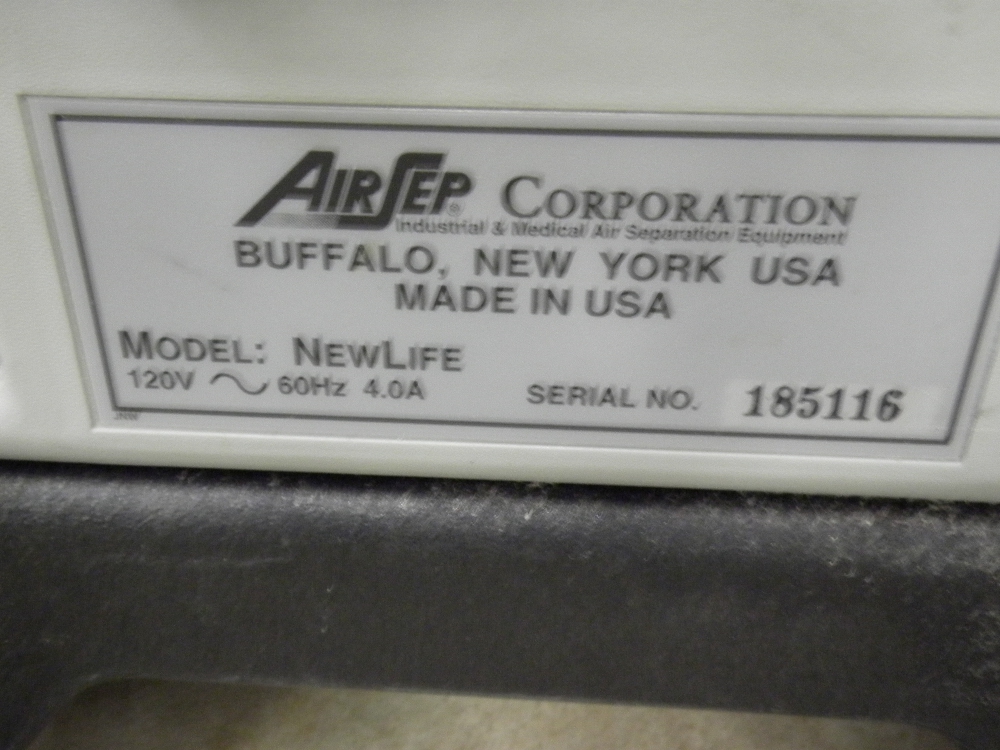 AIRSEP® CORPORATION
Industrial & Medical Air Separation Equipment
BUFFALO, NEW YORK USA
MADE IN USA
MODEL: NEWLIFE
120V ∿ 60Hz 4.0A SERIAL NO. 185116